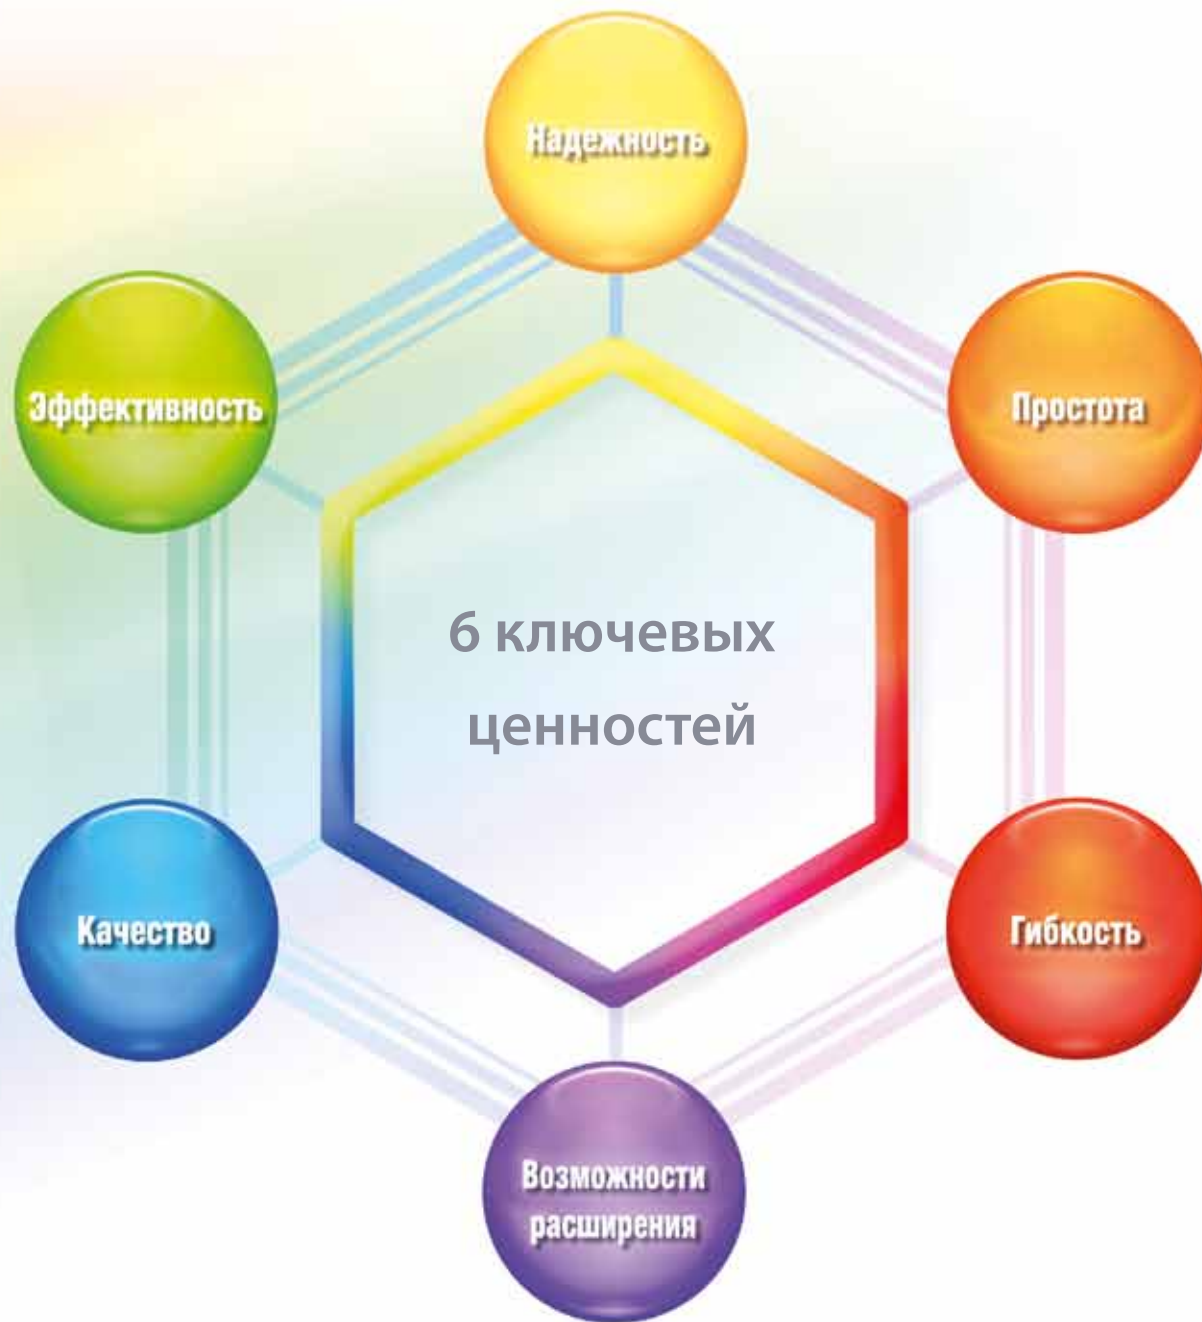 Надежность
Эффективность
Простота
6 ключевых
ценностей
Качество
Гибкость
Возможности
расширения